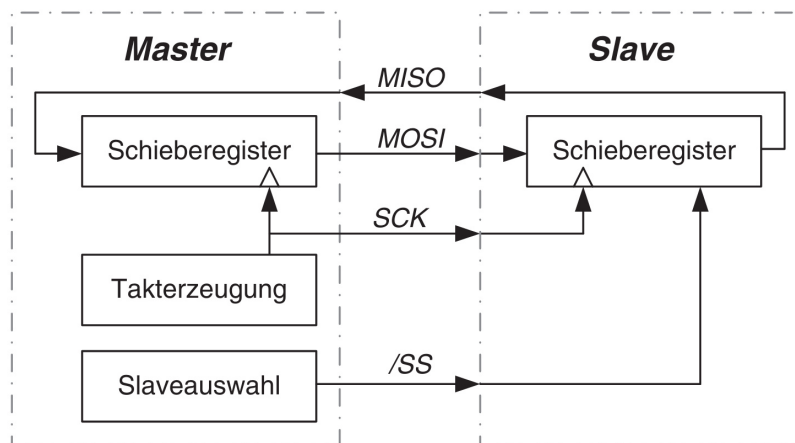 Master
Slave
MISO
Schieberegister
MOSI
Schieberegister
SCK
Takterzeugung
/SS
Slaveauswahl